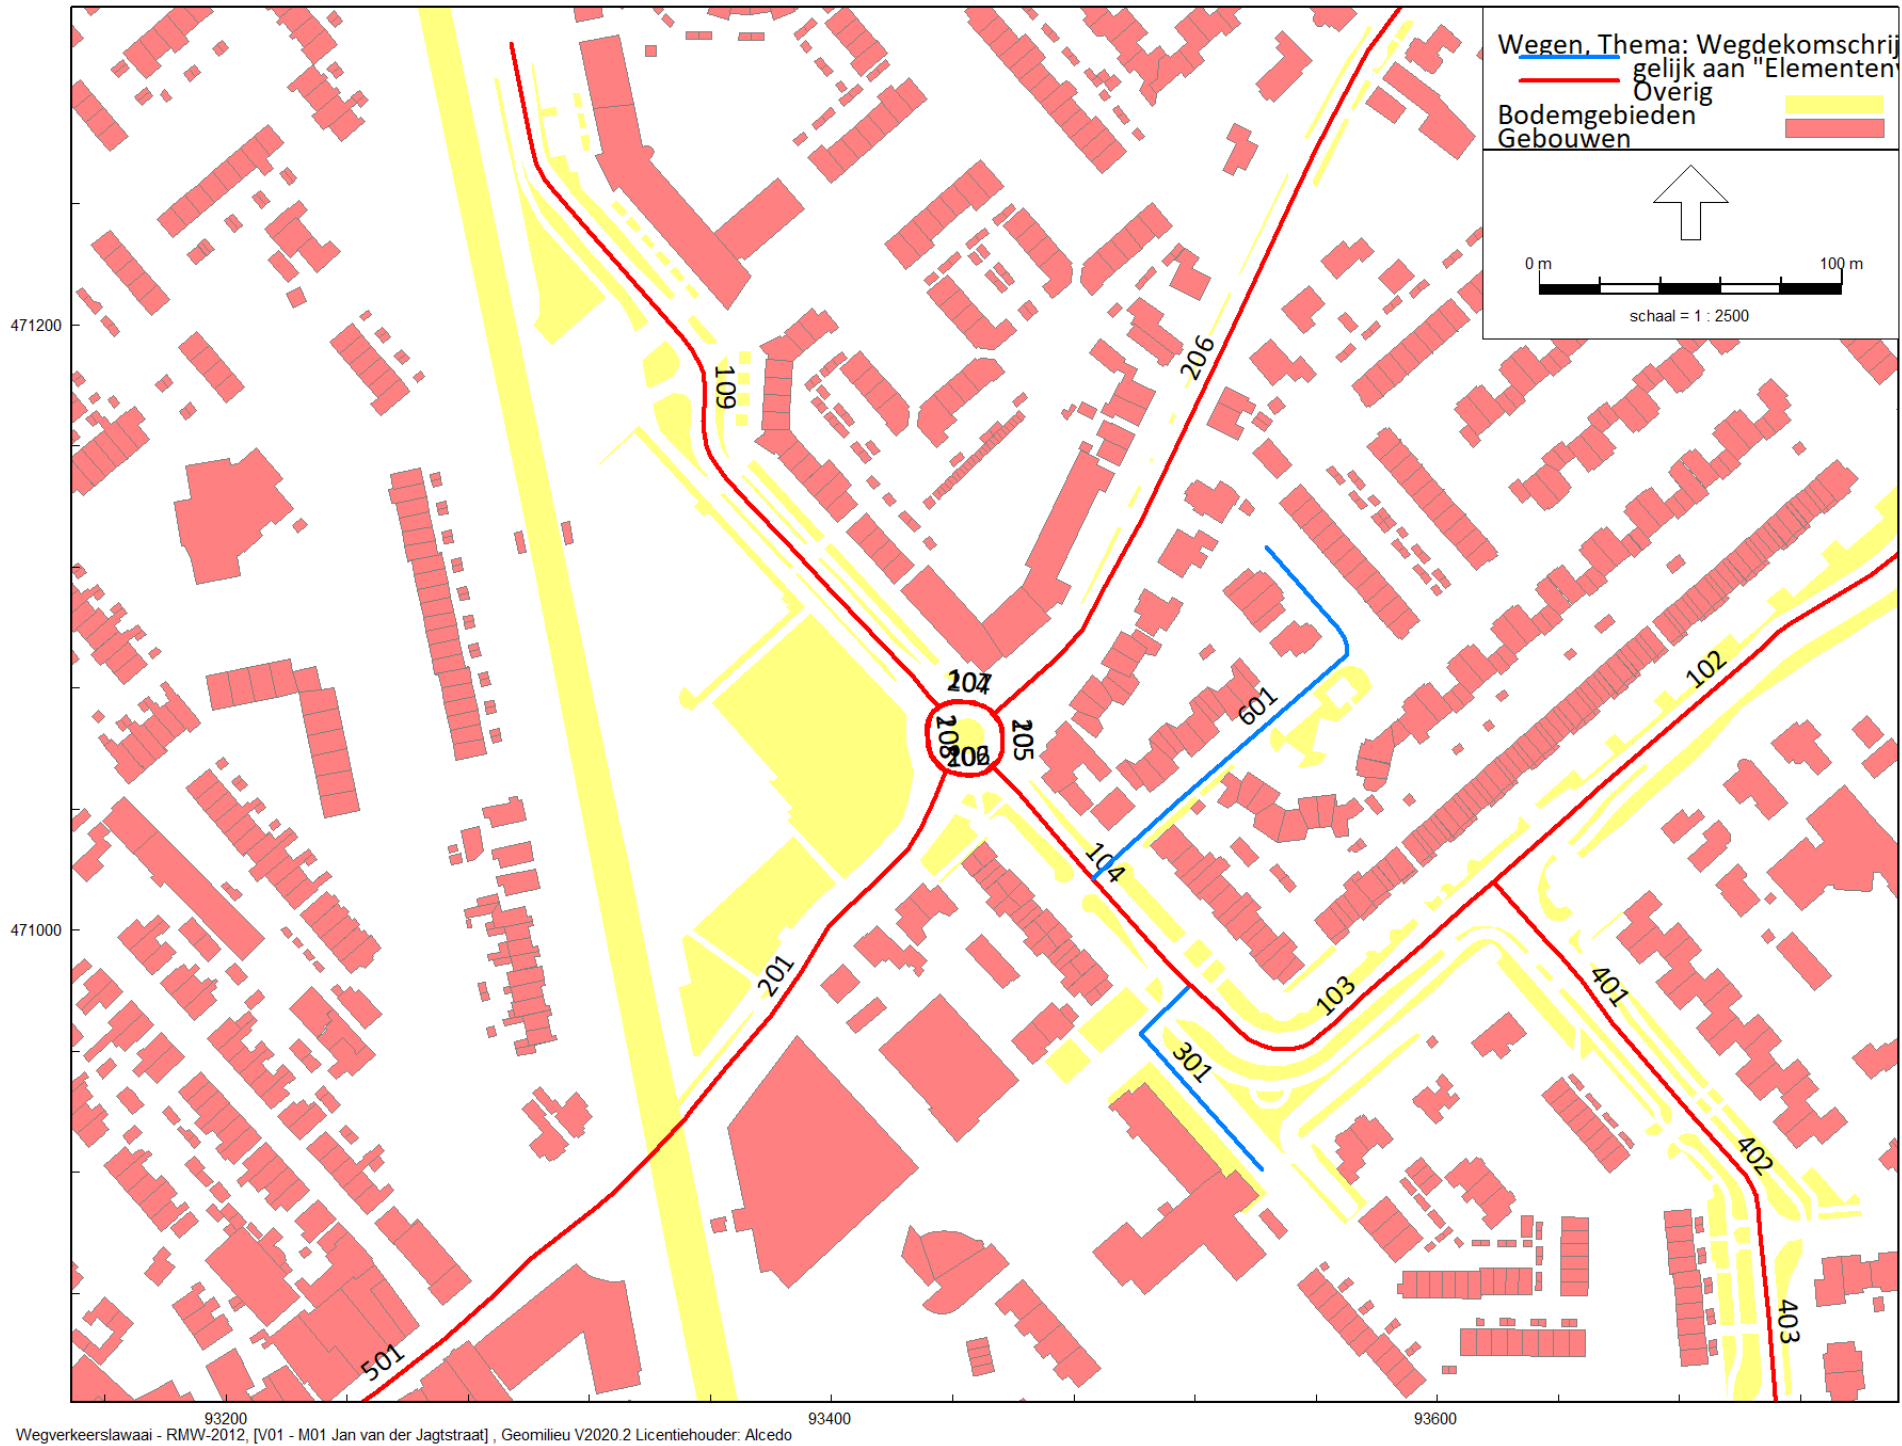 Wegen, Thema: Wegdekomschrij
gelijk aan "Elementenv
Overig
Bodemgebieden
Gebouwen
0 m 100 m
schaal = 1 : 2500
471200
206
109
102
601
205
104
471000
201
103
401
301
402
403
501
93200 93400 93600
Wegverkeerslawaai - RMW-2012, [V01 - M01 Jan van der Jagtstraat] , Geomilieu V2020.2 Licentiehouder: Alcedo